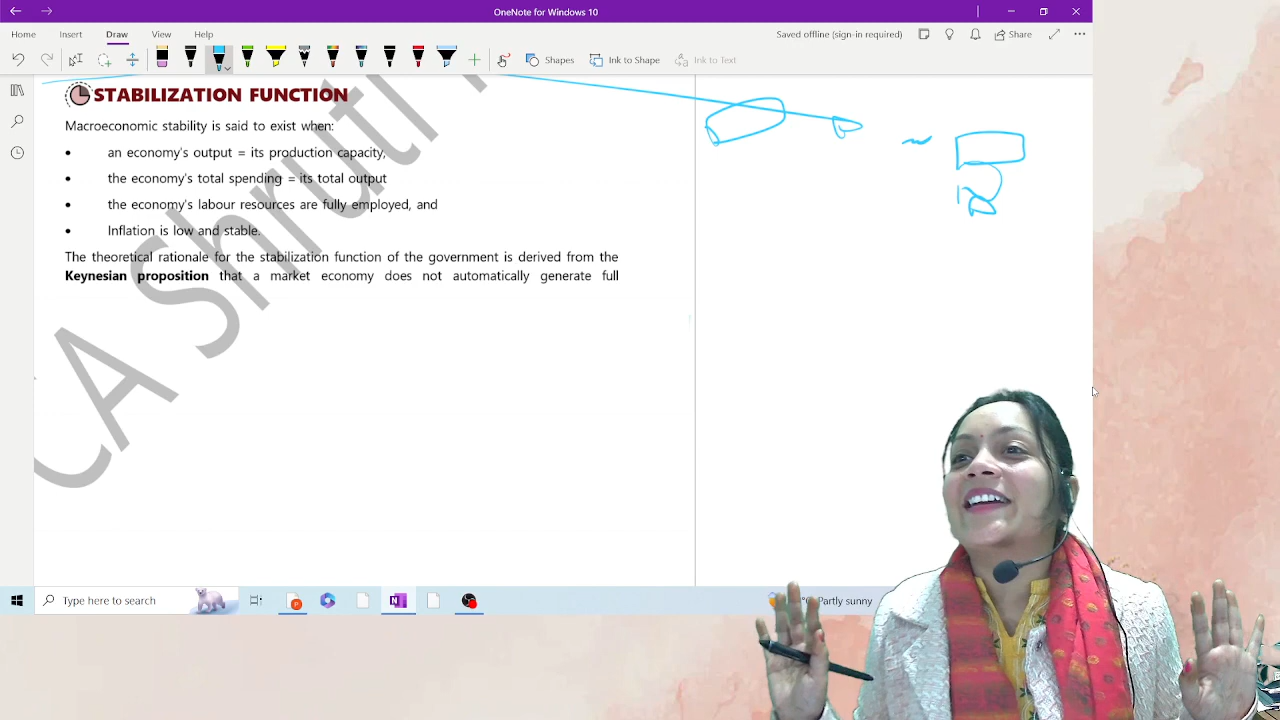 OneNote for Windows 10
Home Insert Draw View Help
Saved offline (sign-in required) Share
Shapes Ink to Shape Ink to Text
STABILIZATION FUNCTION
Macroeconomic stability is said to exist when:
• an economy's output = its production capacity,
• the economy's total spending = its total output
• the economy's labour resources are fully employed, and
• Inflation is low and stable.
The theoretical rationale for the stabilization function of the government is derived from the
Keynesian proposition that a market economy does not automatically generate full
CA Shruti
Type here to search
Partly sunny